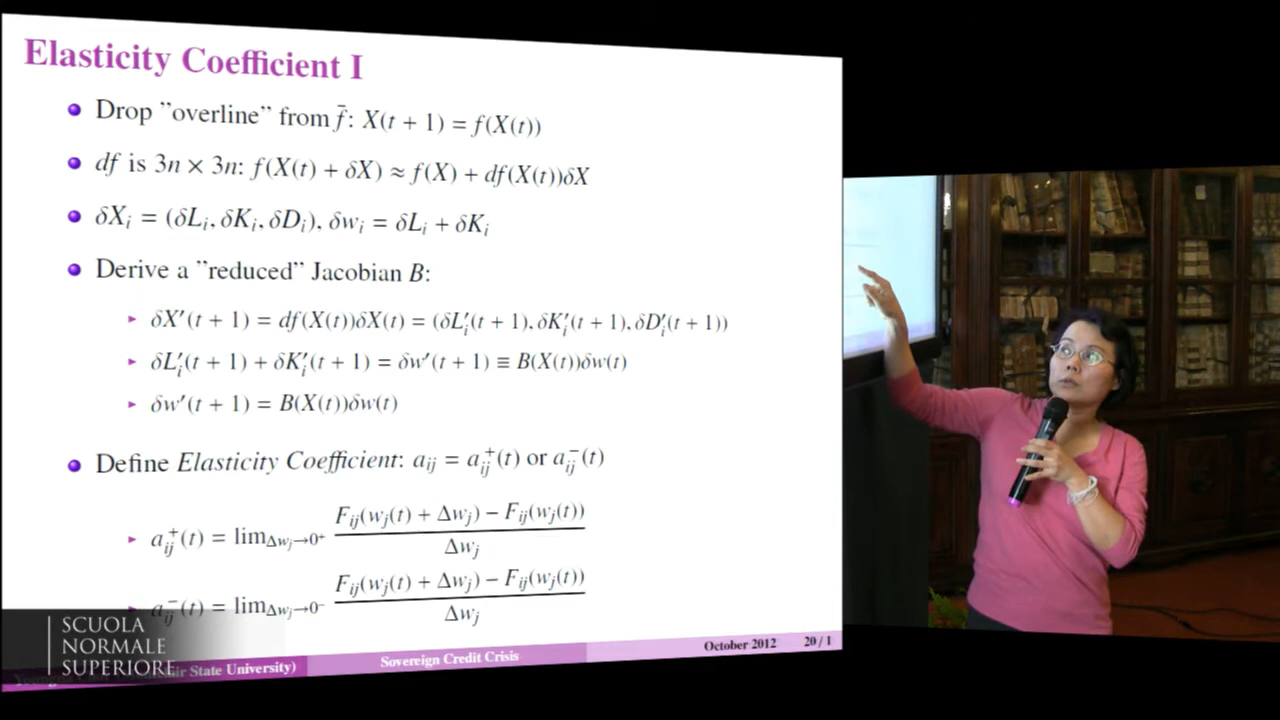 Elasticity Coefficient I
Drop "overline" from f̄: X(t + 1) = f(X(t))
df is 3n × 3n: f(X(t) + δX) ≈ f(X) + df(X(t))δX
δXᵢ = (δLᵢ, δKᵢ, δDᵢ), δwᵢ = δLᵢ + δKᵢ
Derive a "reduced" Jacobian B:
δX′(t + 1) = df(X(t))δX(t) = (δL′ᵢ(t + 1), δK′ᵢ(t + 1), δD′ᵢ(t + 1))
δL′ᵢ(t + 1) + δK′ᵢ(t + 1) = δw′(t + 1) ≡ B(X(t))δw(t)
δw′(t + 1) = B(X(t))δw(t)
Define Elasticity Coefficient: aᵢⱼ = aᵢⱼ⁺(t) or aᵢⱼ⁻(t)
aᵢⱼ⁺(t) = lim_{Δwⱼ→0⁺} Fᵢⱼ(wⱼ(t) + Δwⱼ) − Fᵢⱼ(wⱼ(t)) / Δwⱼ
aᵢⱼ⁻(t) = lim_{Δwⱼ→0⁻} Fᵢⱼ(wⱼ(t) + Δwⱼ) − Fᵢⱼ(wⱼ(t)) / Δwⱼ
SCUOLA
NORMALE
SUPERIORE
State University)
Sovereign Credit Crisis
October 2012
20 / 1